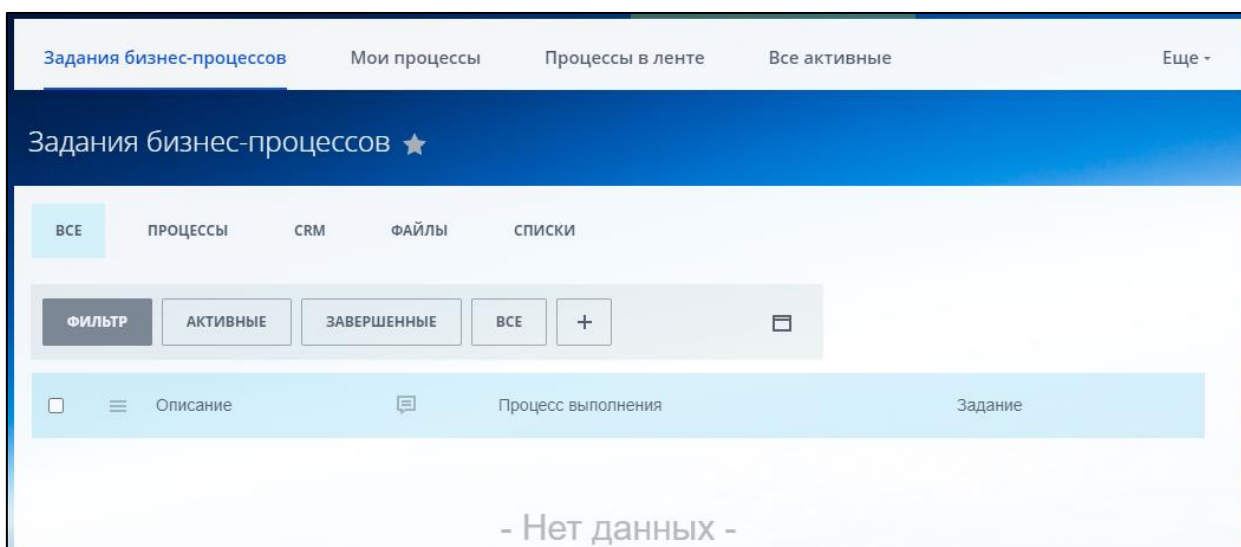 Задания бизнес-процессов Мои процессы Процессы в ленте Все активные Еще
Задания бизнес-процессов
ВСЕ ПРОЦЕССЫ CRM ФАЙЛЫ СПИСКИ
ФИЛЬТР АКТИВНЫЕ ЗАВЕРШЕННЫЕ ВСЕ +
Описание Процесс выполнения Задание
- Нет данных -